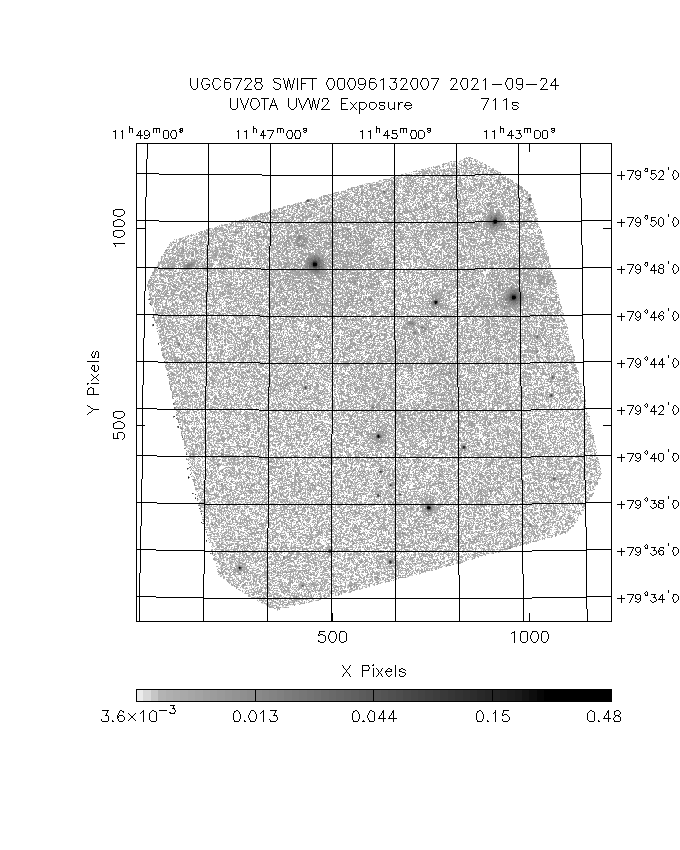 UGC6728 SWIFT 00096132007 2021-09-24
UVOTA UVW2 Exposure 711s
11ʰ49ᵐ00ˢ 11ʰ47ᵐ00ˢ 11ʰ45ᵐ00ˢ 11ʰ43ᵐ00ˢ
+79°52'0
+79°50'0
+79°48'0
+79°46'0
+79°44'0
+79°42'0
+79°40'0
+79°38'0
+79°36'0
+79°34'0
1000
500
Y Pixels
500 1000
X Pixels
3.6×10⁻³ 0.013 0.044 0.15 0.48